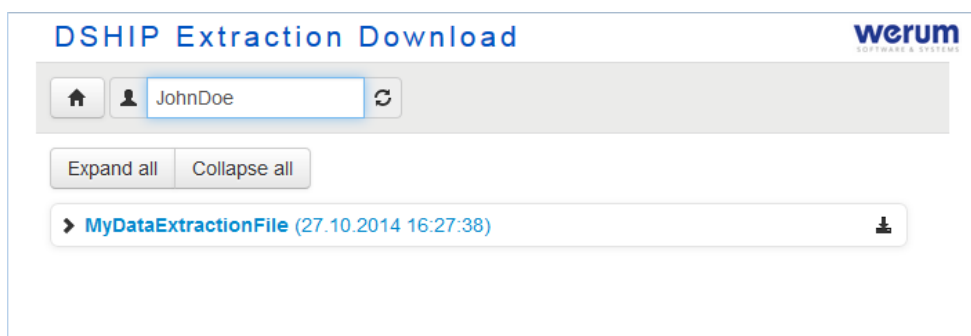 DSHIP Extraction Download
werum
SOFTWARE & SYSTEMS
JohnDoe
Expand all
Collapse all
MyDataExtractionFile (27.10.2014 16:27:38)